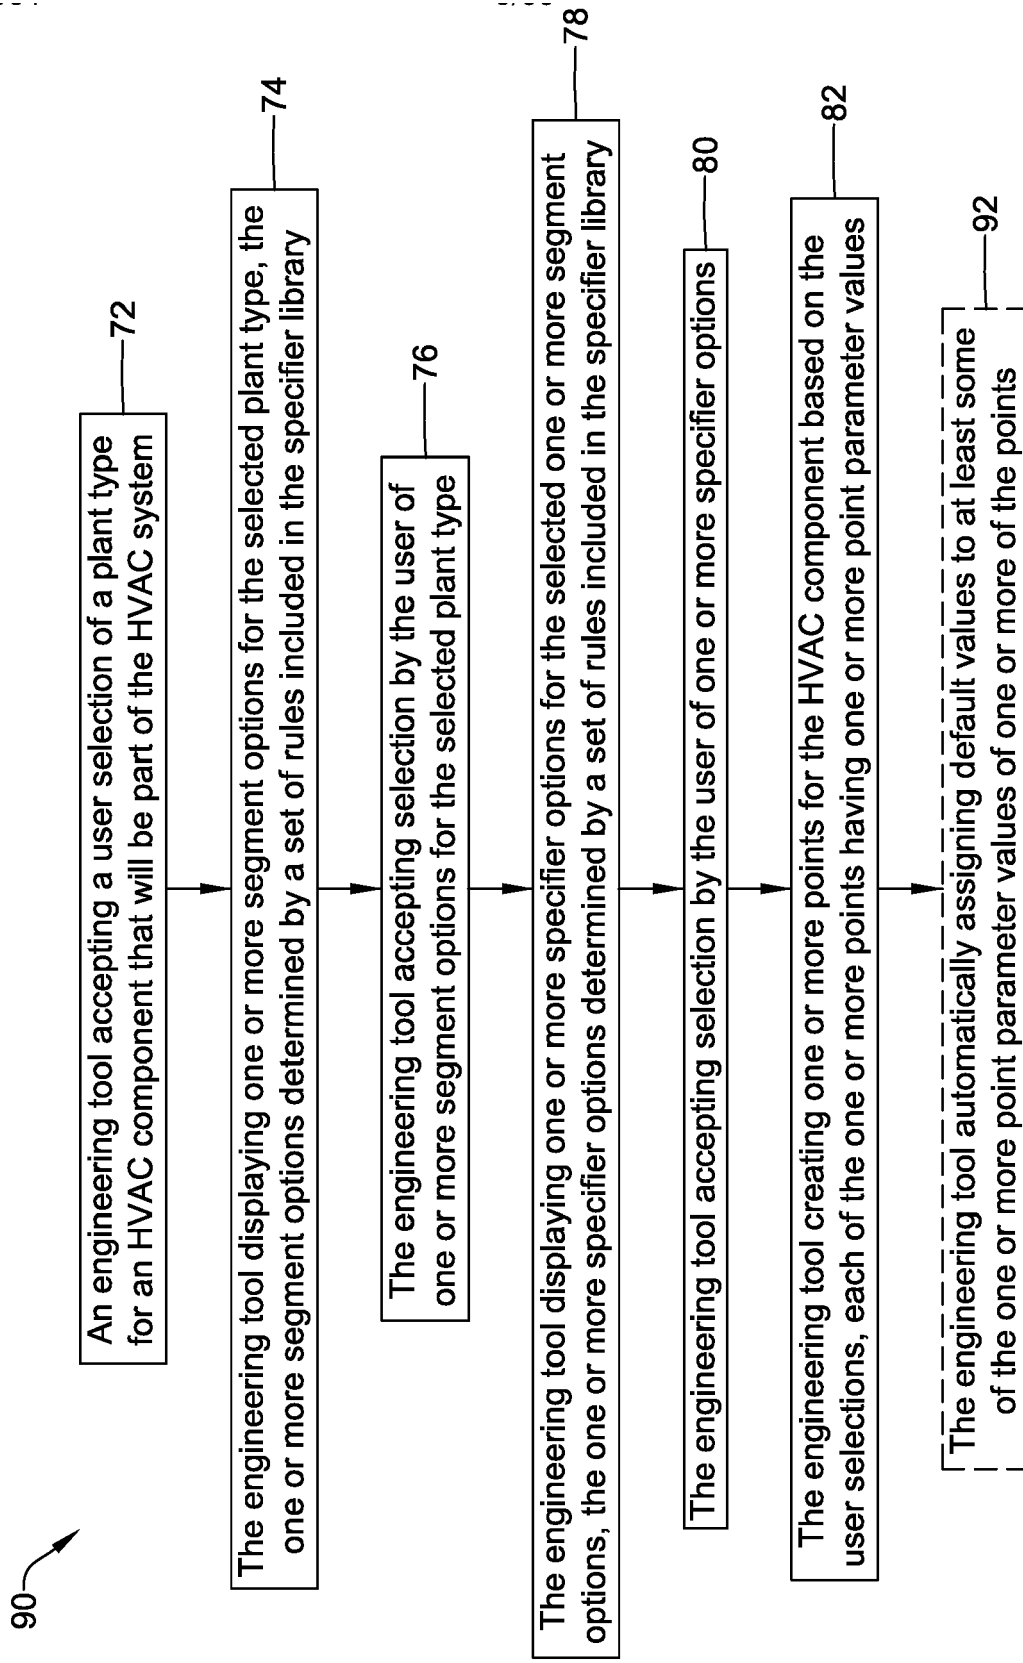 90
An engineering tool accepting a user selection of a plant type
for an HVAC component that will be part of the HVAC system
72
The engineering tool displaying one or more segment options for the selected plant type, the
one or more segment options determined by a set of rules included in the specifier library
74
The engineering tool accepting selection by the user of
one or more segment options for the selected plant type
76
The engineering tool displaying one or more specifier options for the selected one or more segment
options, the one or more specifier options determined by a set of rules included in the specifier library
78
The engineering tool accepting selection by the user of one or more specifier options
80
The engineering tool creating one or more points for the HVAC component based on the
user selections, each of the one or more points having one or more point parameter values
82
The engineering tool automatically assigning default values to at least some
of the one or more point parameter values of one or more of the points
92